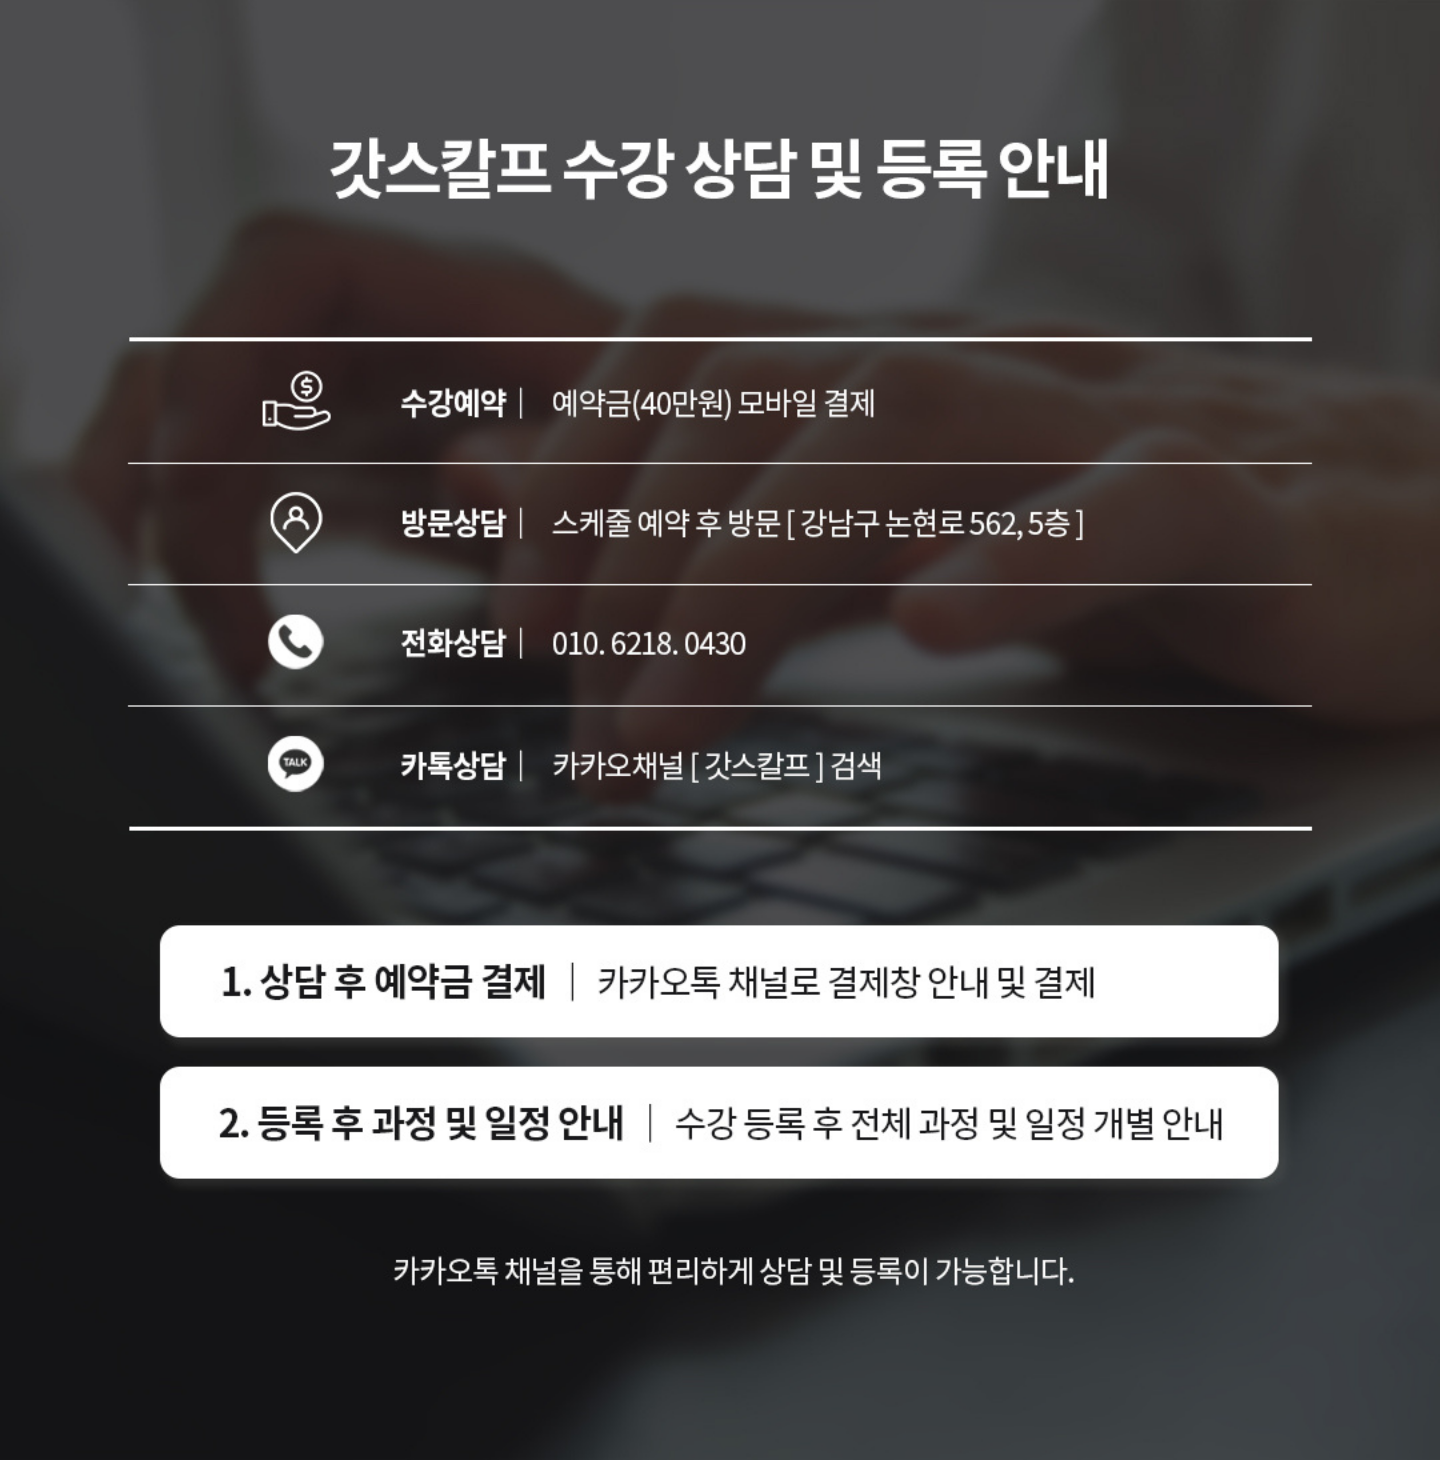 갓스칼프 수강 상담 및 등록 안내
수강예약 | 예약금(40만원) 모바일 결제
방문상담 | 스케줄 예약 후 방문 [ 강남구 논현로 562, 5층 ]
전화상담 | 010. 6218. 0430
TALK 카톡상담 | 카카오채널 [ 갓스칼프 ] 검색
1. 상담 후 예약금 결제 | 카카오톡 채널로 결제창 안내 및 결제
2. 등록 후 과정 및 일정 안내 | 수강 등록 후 전체 과정 및 일정 개별 안내
카카오톡 채널을 통해 편리하게 상담 및 등록이 가능합니다.